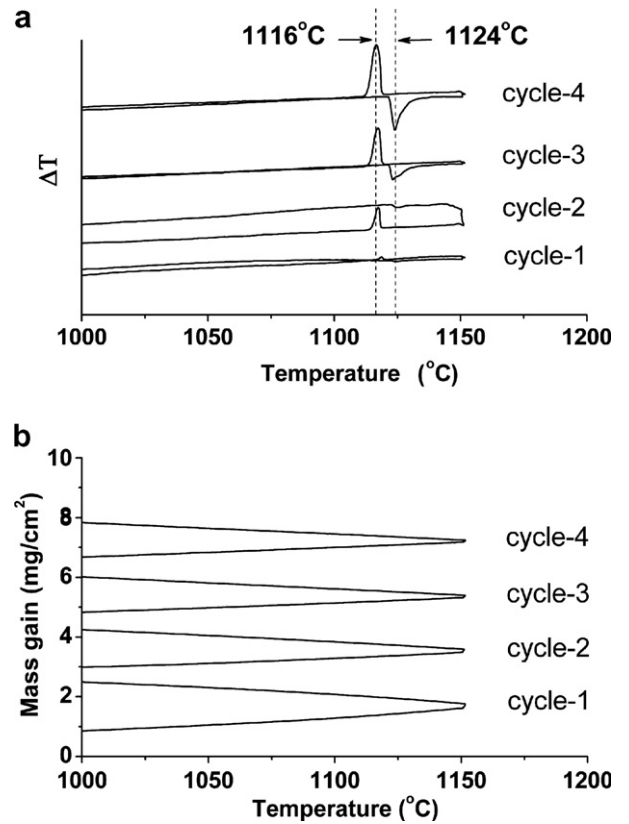 a
1116°C
1124°C
cycle-4
cycle-3
cycle-2
cycle-1
ΔT
1000 1050 1100 1150 1200
Temperature (°C)
b
10
8
6
4
2
0
Mass gain (mg/cm²)
cycle-4
cycle-3
cycle-2
cycle-1
1000 1050 1100 1150 1200
Temperature (°C)